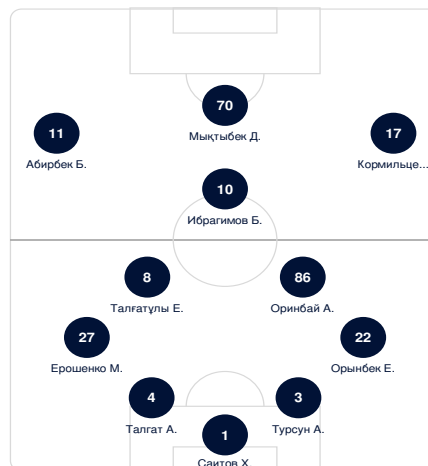 70
Мықтыбек Д.
11
Абирбек Б.
17
Кормильце...
10
Ибрагимов Б.
8
Талғатұлы Е.
86
Оринбай А.
27
Ерошенко М.
22
Орынбек Е.
4
Талгат А.
3
Турсун А.
1
Саитов Х.